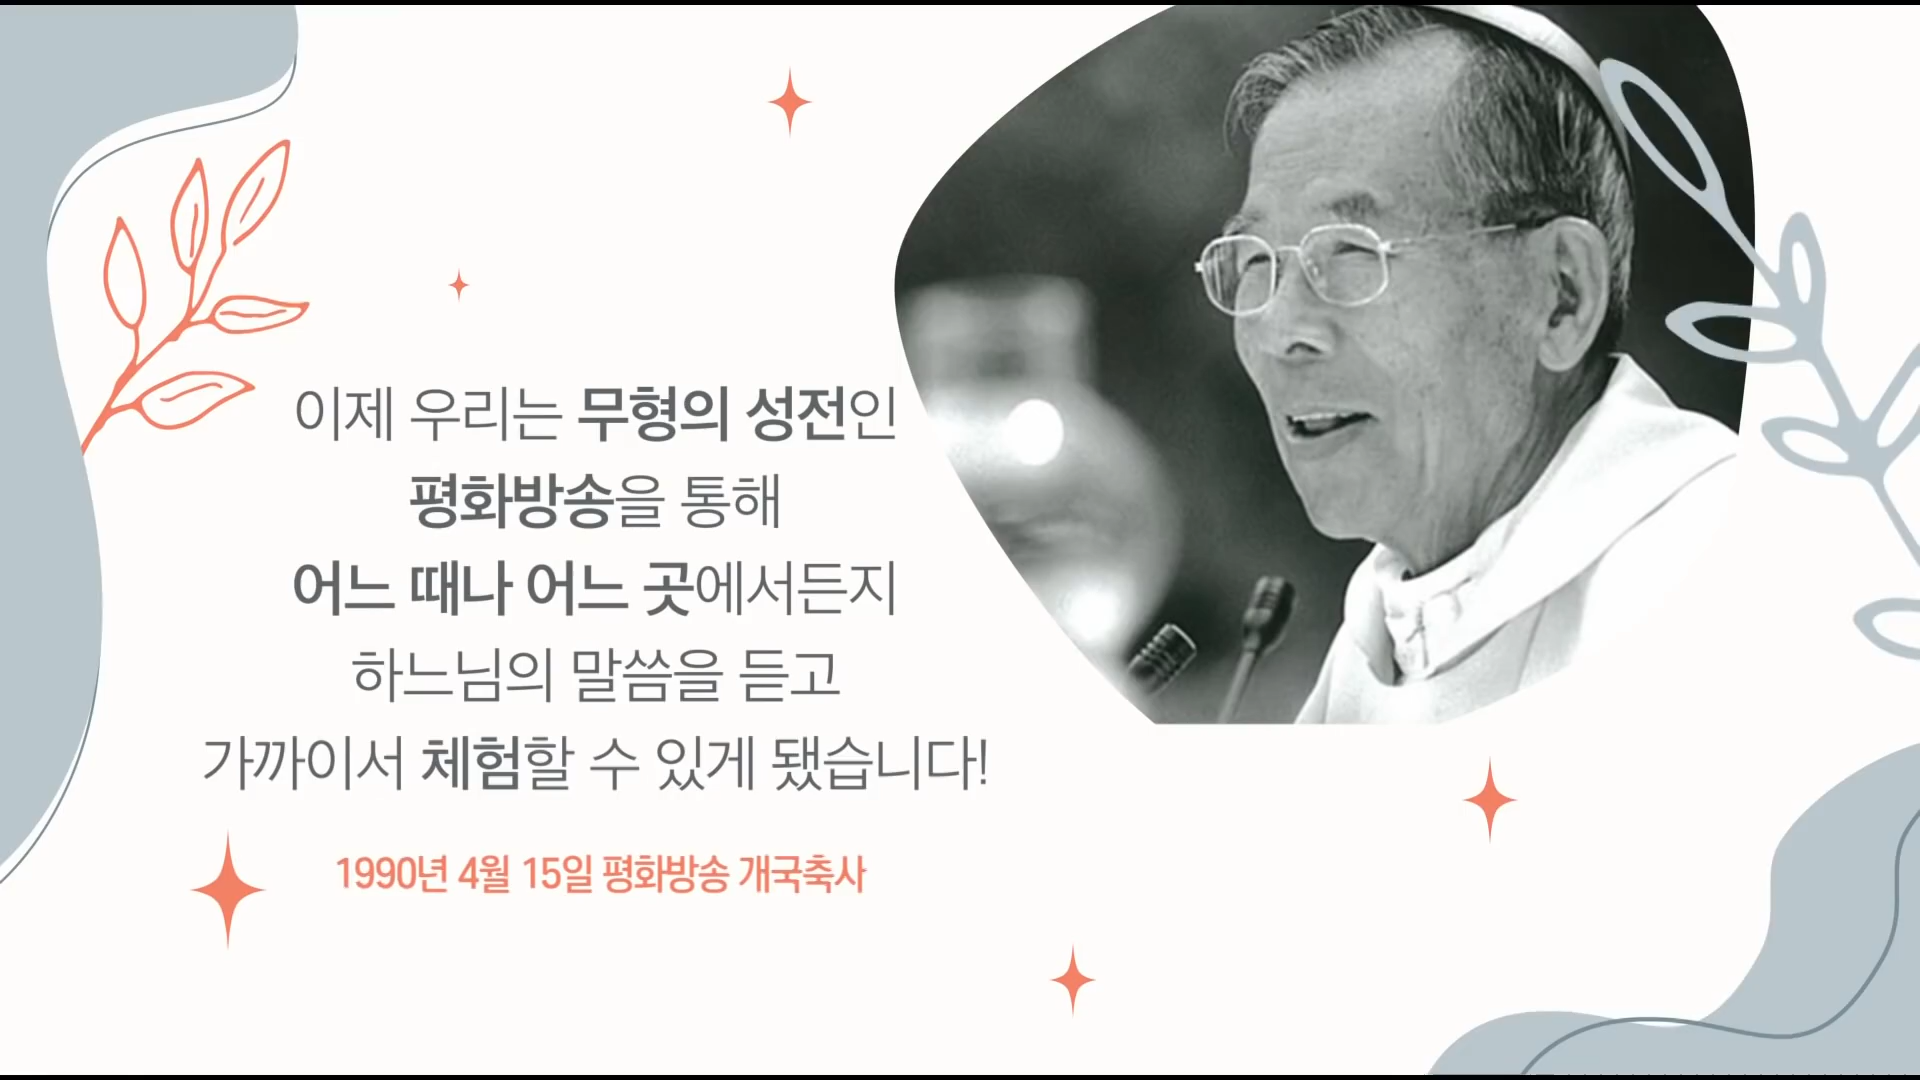 이제 우리는 무형의 성전인
평화방송을 통해
어느 때나 어느 곳에서든지
하느님의 말씀을 듣고
가까이서 체험할 수 있게 됐습니다!
1990년 4월 15일 평화방송 개국축사